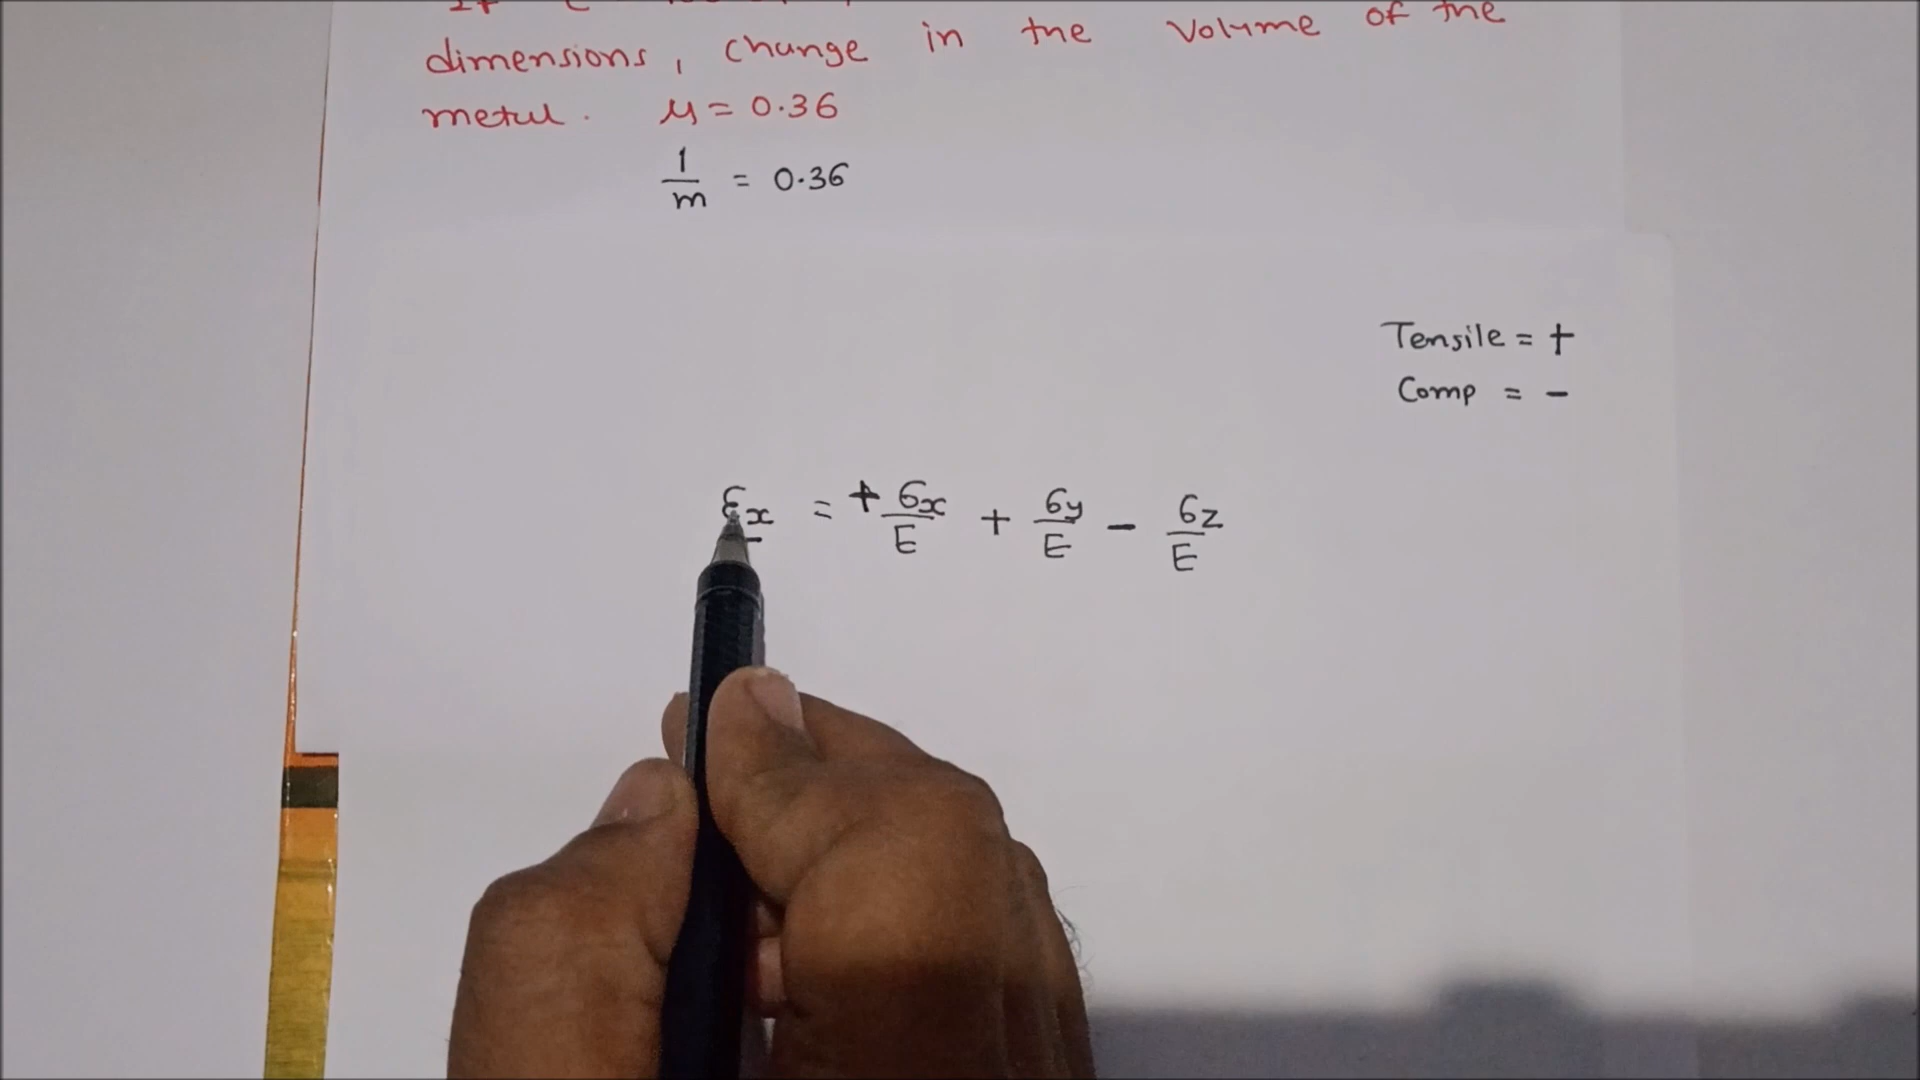 dimensions, change in the volume of the
metal. μ = 0.36
1/m = 0.36
Tensile = +
Comp = -
εx = + σx/E + σy/E - σz/E